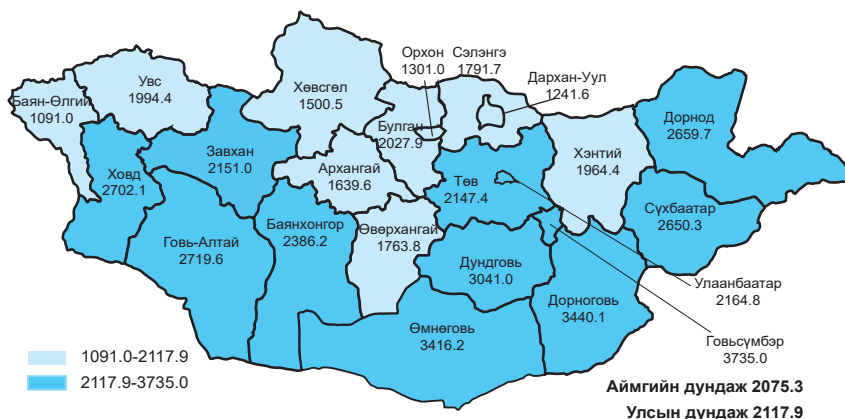 Орхон
1301.0
Сэлэнгэ
1791.7
Дархан-Уул
1241.6
Увс
1994.4
Хөвсгөл
1500.5
Баян-Өлгий
1091.0
Булган
2027.9
Дорнод
2659.7
Завхан
2151.0
Хэнтий
1964.4
Ховд
2702.1
Архангай
1639.6
Төв
2147.4
Сүхбаатар
2650.3
Говь-Алтай
2719.6
Баянхонгор
2386.2
Өвөрхангай
1763.8
Дундговь
3041.0
Улаанбаатар
2164.8
Дорноговь
3440.1
Өмнөговь
3416.2
Говьсүмбэр
3735.0
1091.0-2117.9
2117.9-3735.0
Аймгийн дундаж 2075.3
Улсын дундаж 2117.9